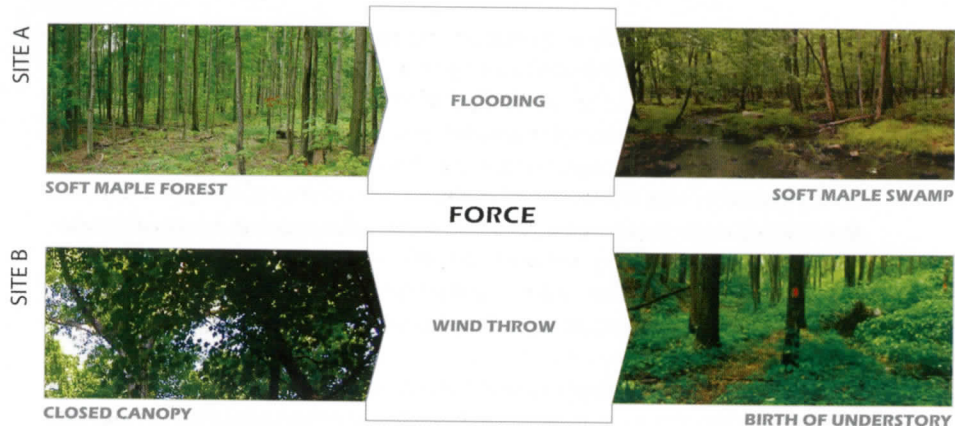 SITE A
FLOODING
SOFT MAPLE FOREST
SOFT MAPLE SWAMP
FORCE
SITE B
WIND THROW
CLOSED CANOPY
BIRTH OF UNDERSTORY